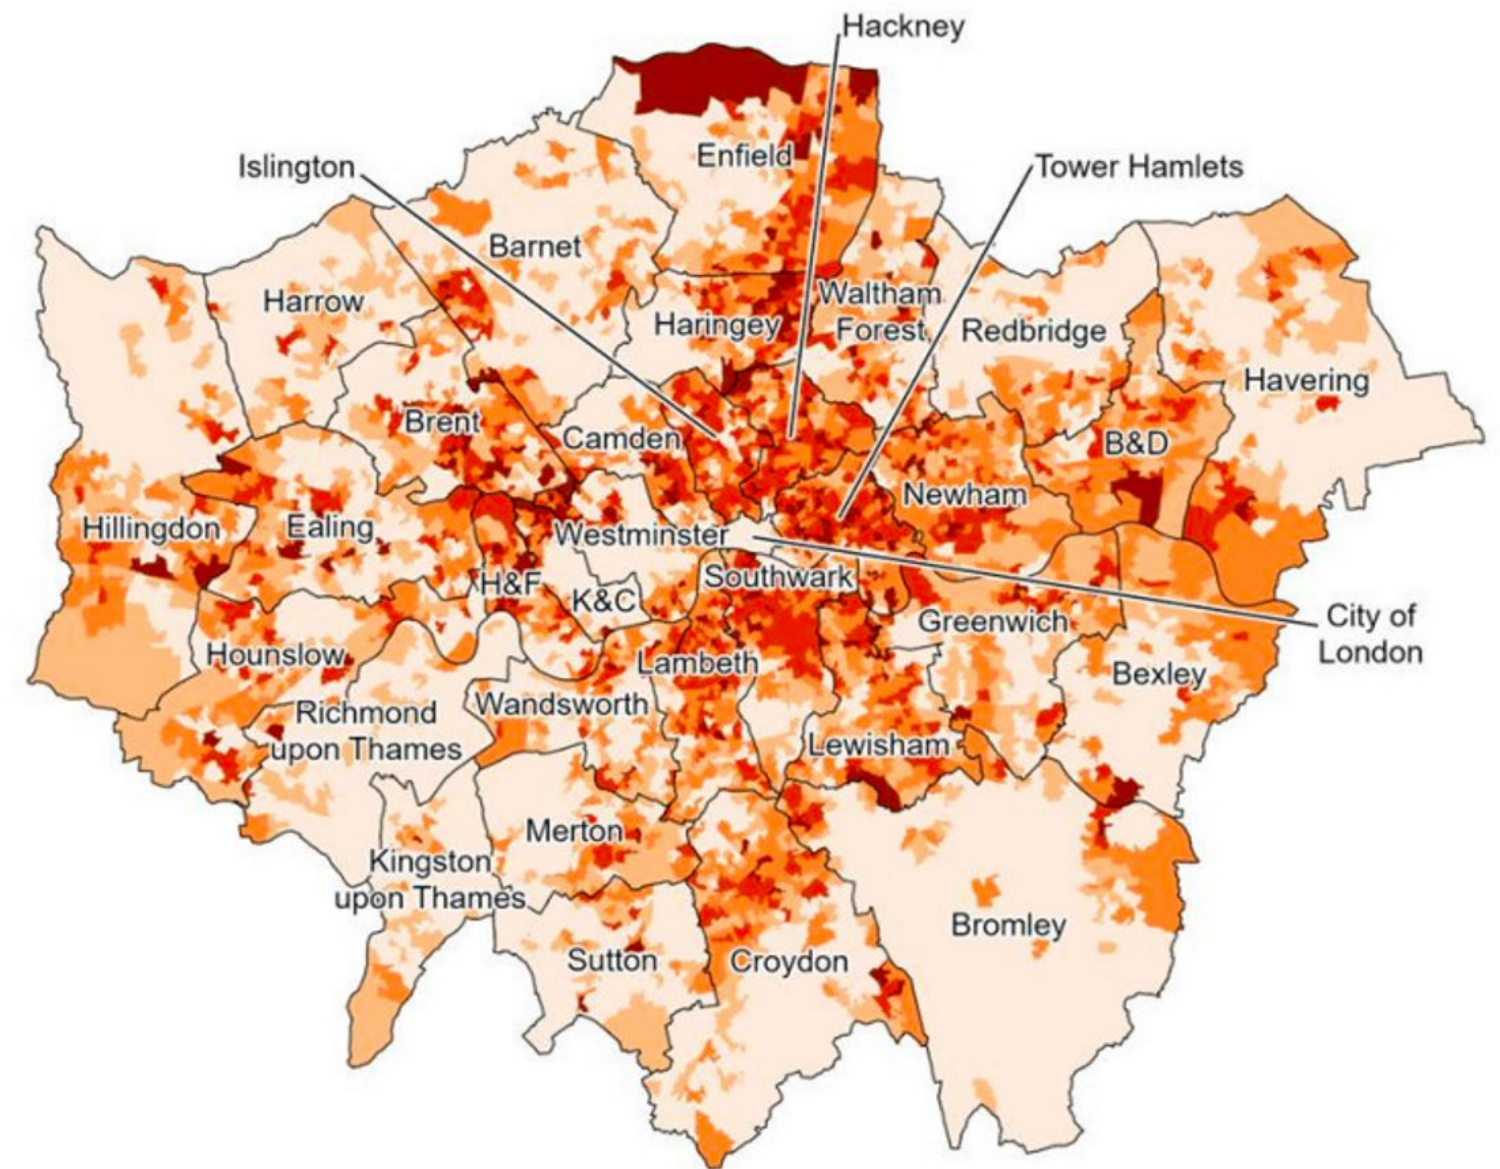 Hackney
Islington
Tower Hamlets
Enfield
Barnet
Harrow
Haringey
Waltham
Forest
Redbridge
Havering
Brent
Camden
B&D
Newham
Hillingdon
Ealing
Westminster
H&F
K&C
Southwark
Greenwich
City of
London
Hounslow
Lambeth
Bexley
Richmond
upon Thames
Wandsworth
Lewisham
Merton
Kingston
upon Thames
Bromley
Sutton
Croydon